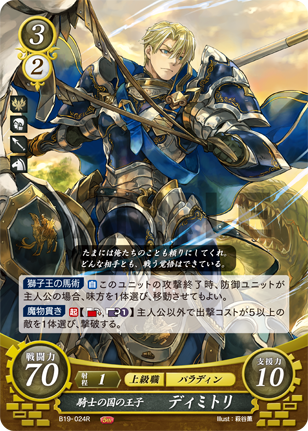 3
2
たまには俺たちのことも頼りにしてくれ。
どんな相手とも、戦う覚悟はできている。
獅子王の馬術 自 このユニットの攻撃終了時、防御ユニットが
主人公の場合、味方を1体選び、移動させてもよい。
魔物貫き 起 1 主人公以外で出撃コストが5以上の
敵を1体選び、撃破する。
戦闘力
70
射程 1 上級職 パラディン
支援力
10
騎士の国の王子 ディミトリ
B19-024R
Illust:萩谷薫